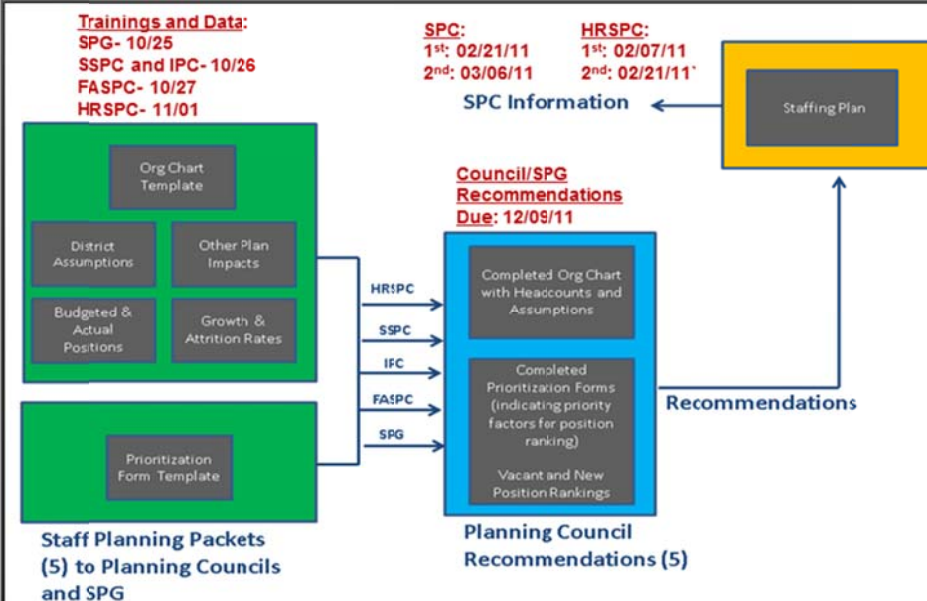 Trainings and Data:
SPG- 10/25
SSPC and IPC- 10/26
FASPC- 10/27
HRSPC- 11/01
SPC:
1st: 02/21/11
2nd: 03/06/11
HRSPC:
1st: 02/07/11
2nd: 02/21/11
SPC Information
Staffing Plan
Org Chart
Template
District
Assumptions
Other Plan
Impacts
Budgeted &
Actual
Positions
Growth &
Attrition Rates
Prioritization
Form Template
Staff Planning Packets
(5) to Planning Councils
and SPG
HRSPC
SSPC
IPC
FASPC
SPG
Council/SPG
Recommendations
Due: 12/09/11
Completed Org Chart
with Headcounts and
Assumptions
Completed
Prioritization Forms
(indicating priority
factors for position
ranking)
Vacant and New
Position Rankings
Planning Council
Recommendations (5)
Recommendations